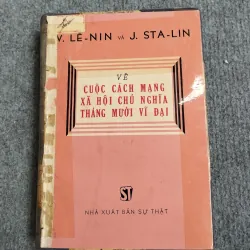 V. LÊ-NIN VÀ J. STA-LIN
VỀ
CUỘC CÁCH MẠNG
XÃ HỘI CHỦ NGHĨA
THÁNG MƯỜI VĨ ĐẠI
ST
NHÀ XUẤT BẢN SỰ THẬT